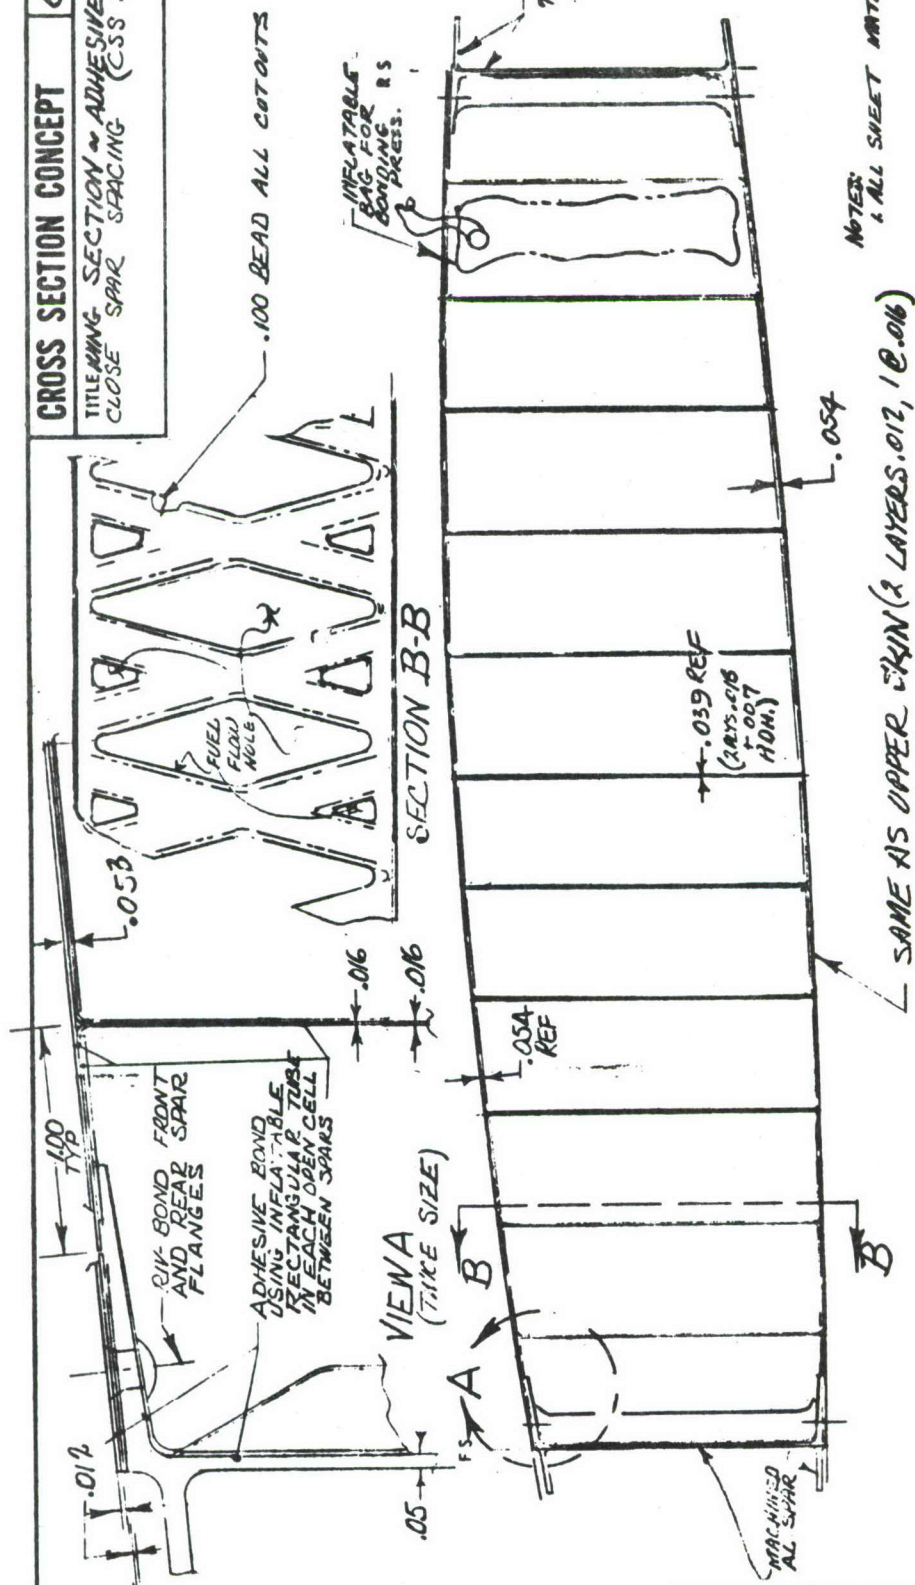 CROSS SECTION CONCEPT
TITLE WING SECTION ~ ADHESIVE
CLOSE SPAR SPACING (CSS
.100 BEAD ALL CUTOUTS
FUEL
FLOW
HOLE
SECTION B-B
.053
1.00
TYP
.016
.016
RIV-BOND FRONT
AND REAR SPAR
FLANGES
ADHESIVE BOND
USING INFLATABLE
RECTANGULAR TUBE
IN EACH OPEN CELL
BETWEEN SPARS
VIEW A
(TWICE SIZE)
.012
.05
INFLATABLE
BAG FOR
BONDING
PRESS.
R S
F S
A
B
B
.054
REF
.039 REF
(2 LAYS .016
+ .007
ADH.)
.054
MACHINED
AL SPAR
SAME AS UPPER SKIN (2 LAYERS .012, 1 @ .016)
NOTES:
1. ALL SHEET